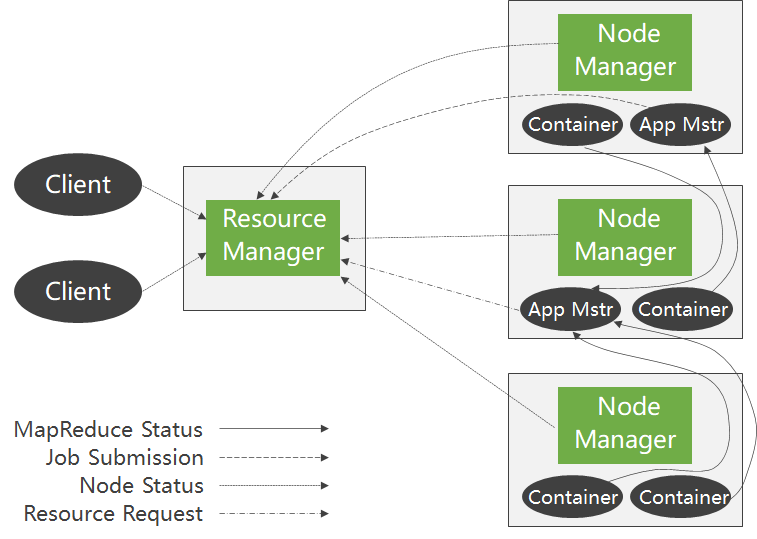 Node
Manager
Container
App Mstr
Client
Resource
Manager
Client
Node
Manager
App Mstr
Container
Node
Manager
Container
Container
MapReduce Status
Job Submission
Node Status
Resource Request